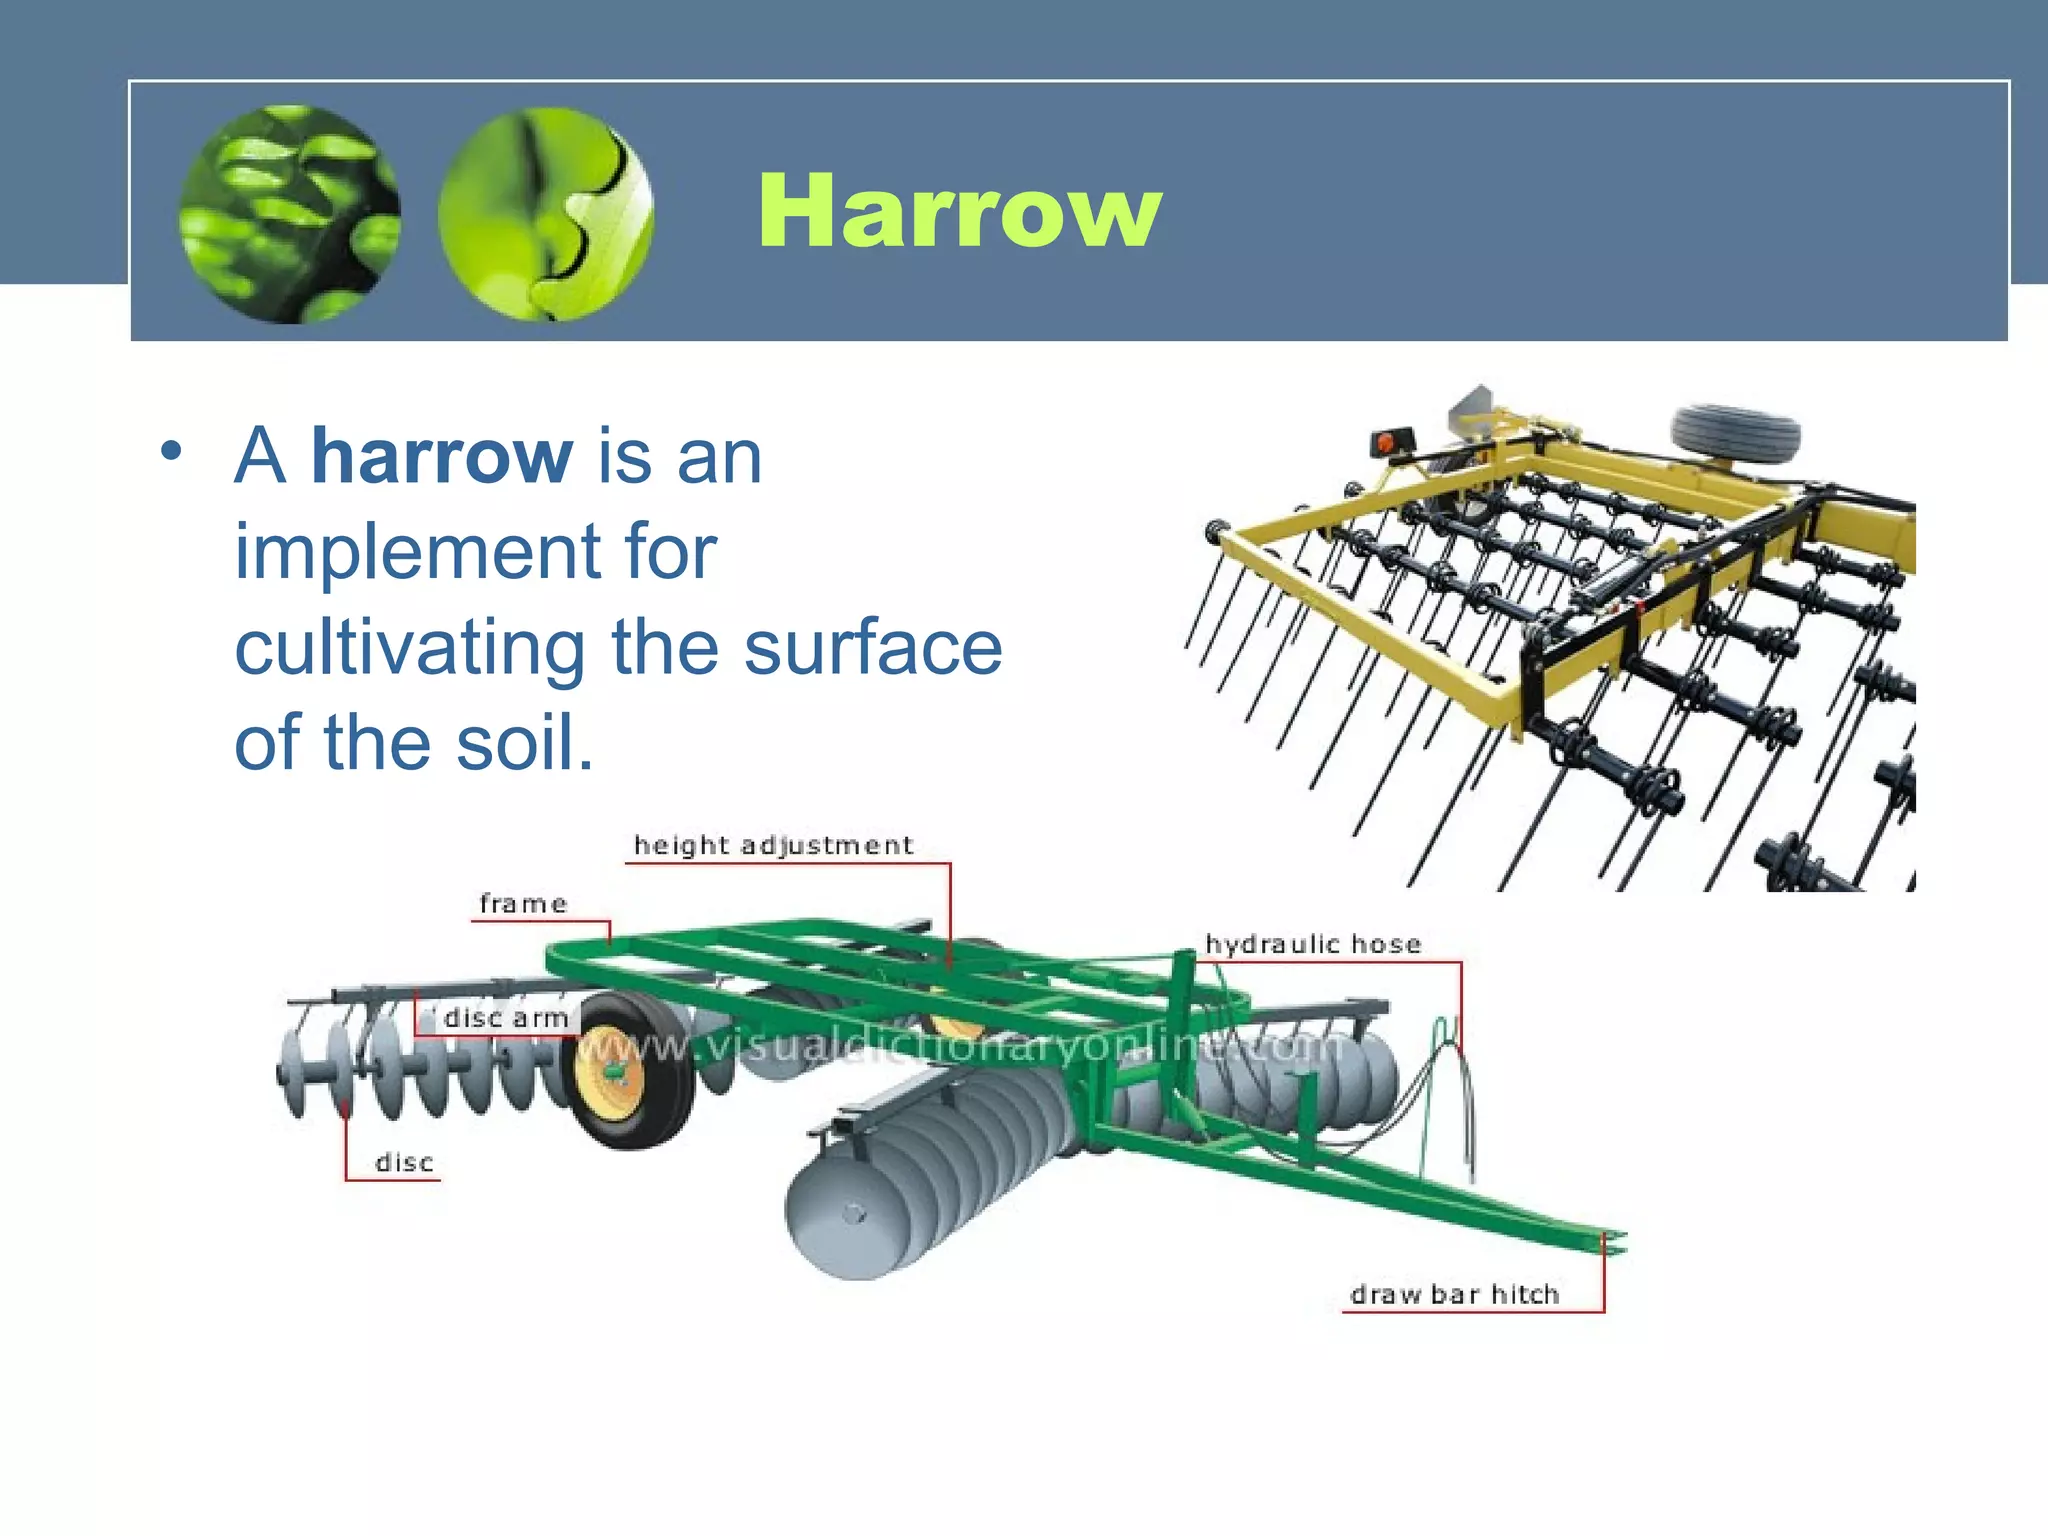 Harrow
• A harrow is an
implement for
cultivating the surface
of the soil.
height adjustment
frame
hydraulic hose
disc arm
www.visualdictionaryonline.com
disc
draw bar hitch